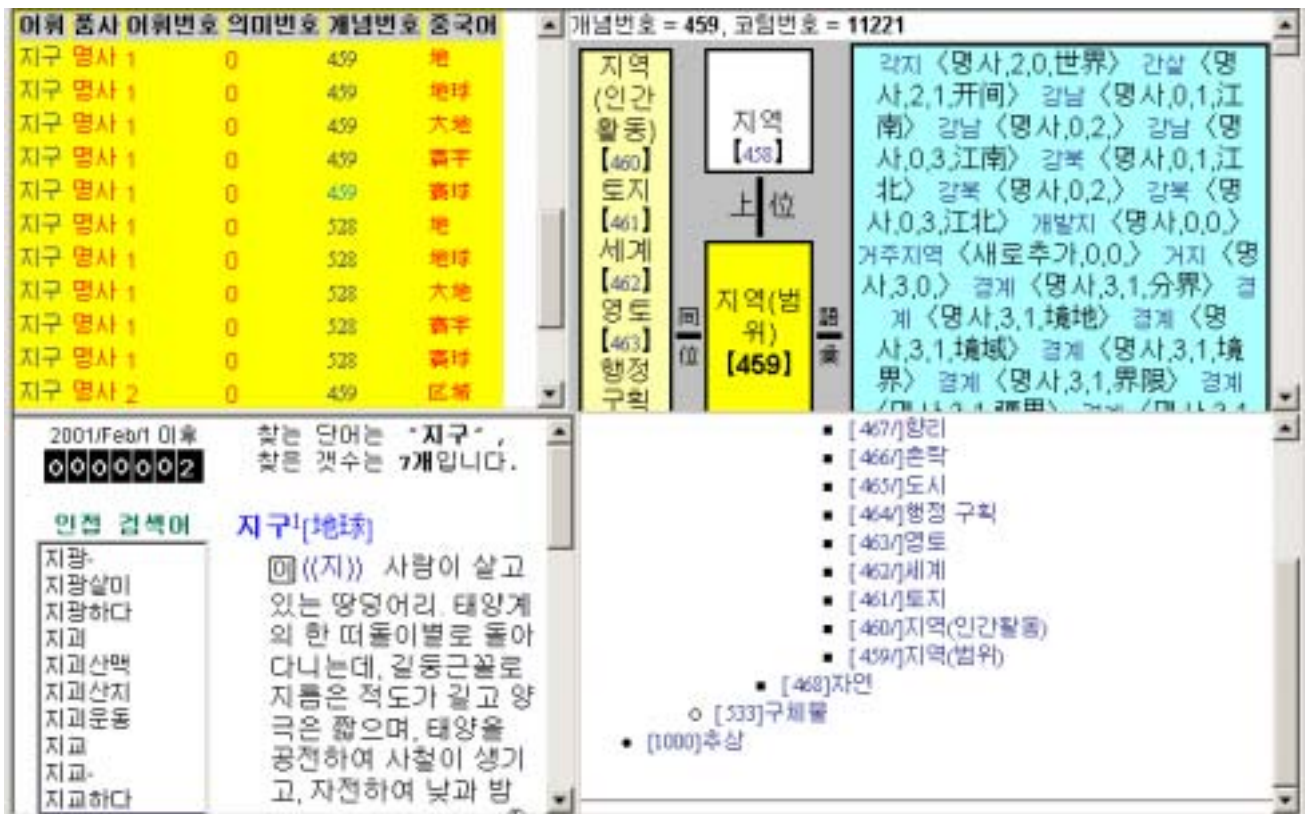 어휘 품사 어휘번호 의미번호 개념번호 중국어
지구 명사 1 0 459 地
지구 명사 1 0 459 地球
지구 명사 1 0 459 大地
지구 명사 1 0 459 寰宇
지구 명사 1 0 459 寰球
지구 명사 1 0 528 地
지구 명사 1 0 528 地球
지구 명사 1 0 528 大地
지구 명사 1 0 528 寰宇
지구 명사 1 0 528 寰球
지구 명사 2 0 459 区域
개념번호 = 459, 코텀번호 = 11221
지역
(인간
활동)
【460】
토지
【461】
세계
【462】
영토
【463】
행정
구획
지역
【458】
上 位
同
位
지역(범
위)
【459】
語
彙
각지 〈명사,2,0,世界〉 간살 〈명
사,2,1,开间〉 강남 〈명사,0,1,江
南〉 강남 〈명사,0,2,〉 강남 〈명
사,0,3,江南〉 강북 〈명사,0,1,江
北〉 강북 〈명사,0,2,〉 강북 〈명
사,0,3,江北〉 개발지 〈명사,0,0,〉
거주지역 〈새로추가,0,0,〉 거지 〈명
사,3,0,〉 경계 〈명사,3,1,分界〉 경
계 〈명사,3,1,境地〉 경계 〈명
사,3,1,境域〉 경계 〈명사,3,1,境
界〉 경계 〈명사,3,1,界限〉 경계
2001/Feb/1 이후
0000002
인접 검색어
지광-
지광살미
지광하다
지괴
지괴산맥
지괴산지
지괴운동
지교
지교-
지교하다
찾는 단어는 "지구",
찾은 갯수는 7개입니다.
지구1[地球]
이 ((지)) 사람이 살고
있는 땅덩어리. 태양계
의 한 떠돌이별로 돌아
다니는데, 길둥근꼴로
지름은 적도가 길고 양
극은 짧으며, 태양을
공전하여 사철이 생기
고, 자전하여 낮과 밤
[467/]향리
[466/]촌락
[465/]도시
[464/]행정 구획
[463/]영토
[462/]세계
[461/]토지
[460/]지역(인간활동)
[459/]지역(범위)
[468]자연
[533]구체물
[1000]추상